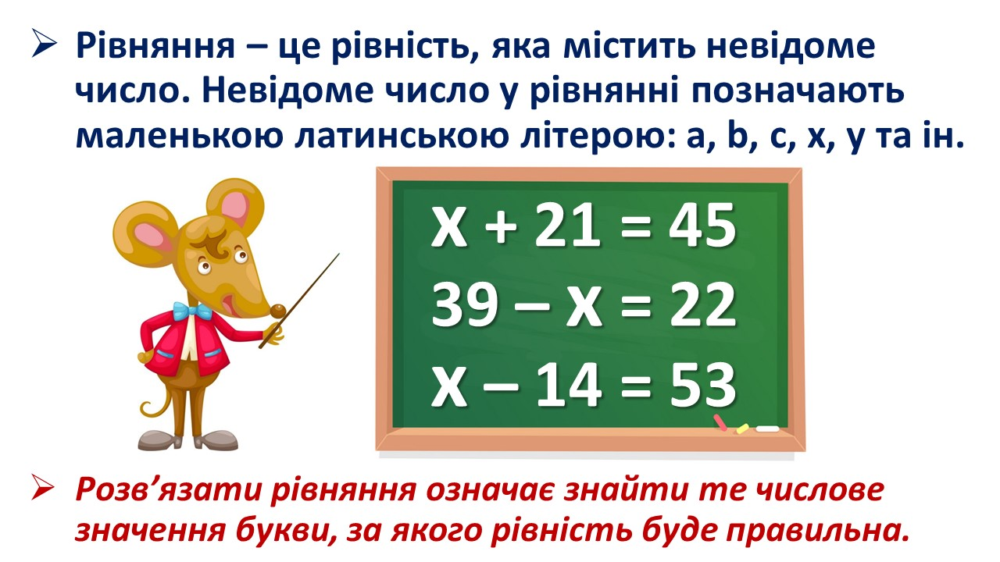 Рівняння – це рівність, яка містить невідоме
число. Невідоме число у рівнянні позначають
маленькою латинською літерою: a, b, c, x, y та ін.
x + 21 = 45
39 – x = 22
x – 14 = 53
Розв’язати рівняння означає знайти те числове
значення букви, за якого рівність буде правильна.